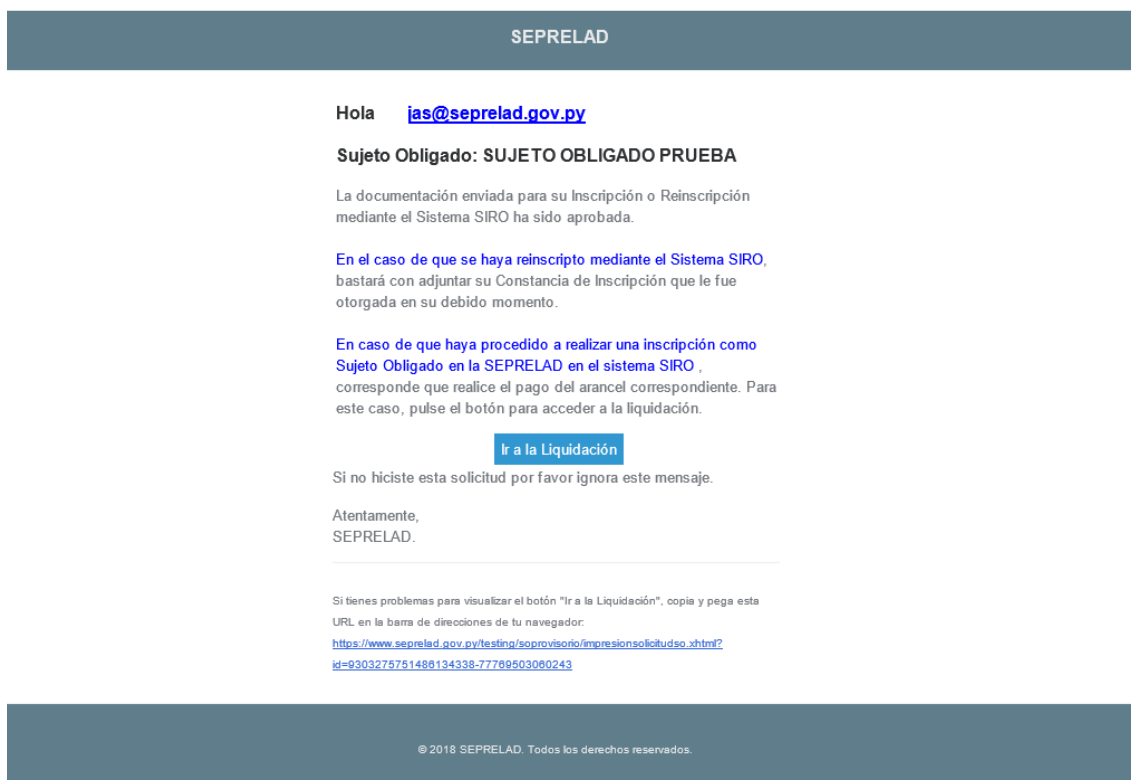 SEPRELAD
Hola jas@seprelad.gov.py
Sujeto Obligado: SUJETO OBLIGADO PRUEBA
La documentación enviada para su Inscripción o Reinscripción
mediante el Sistema SIRO ha sido aprobada.
En el caso de que se haya reinscripto mediante el Sistema SIRO,
bastará con adjuntar su Constancia de Inscripción que le fue
otorgada en su debido momento.
En caso de que haya procedido a realizar una inscripción como
Sujeto Obligado en la SEPRELAD en el sistema SIRO ,
corresponde que realice el pago del arancel correspondiente. Para
este caso, pulse el botón para acceder a la liquidación.
Ir a la Liquidación
Si no hiciste esta solicitud por favor ignora este mensaje.
Atentamente,
SEPRELAD.
Si tienes problemas para visualizar el botón "Ir a la Liquidación", copia y pega esta
URL en la barra de direcciones de tu navegador:
https://www.seprelad.gov.py/testing/soprovisorio/impresionsolicitudso.xhtml?
id=9303275751486134338-77769503060243
© 2018 SEPRELAD. Todos los derechos reservados.